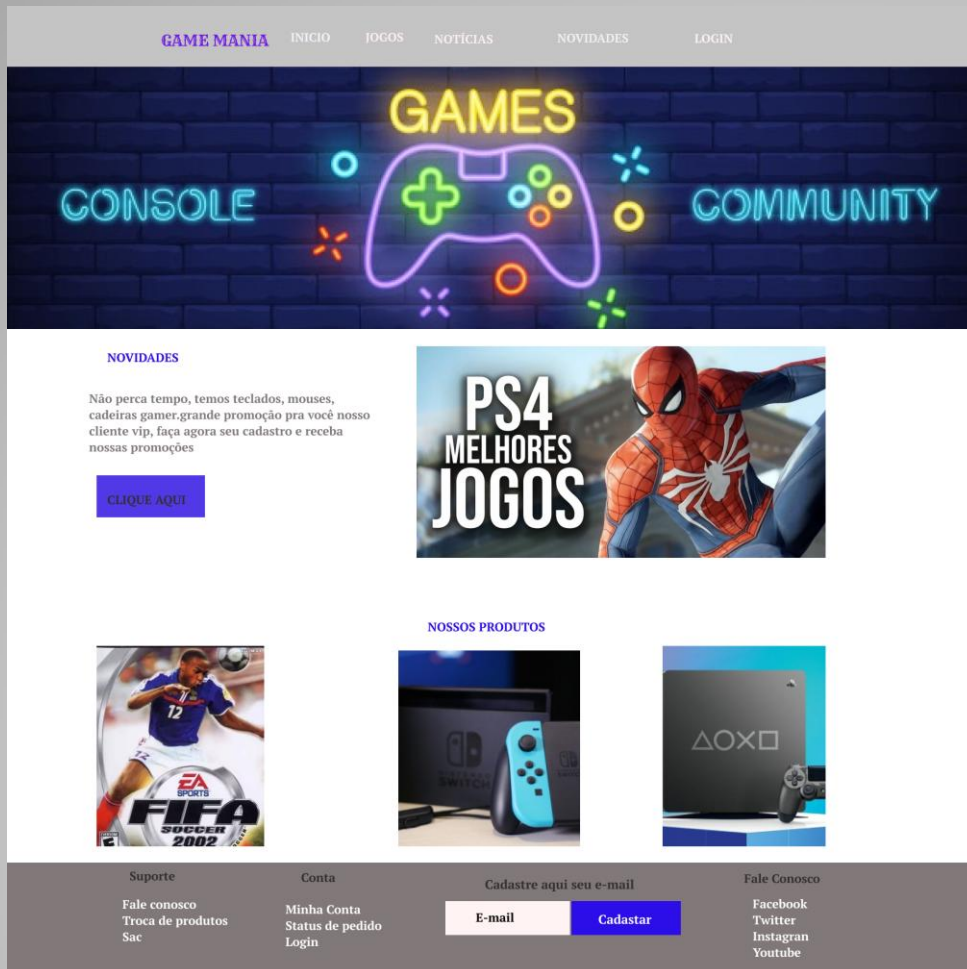 GAME MANIA INICIO JOGOS NOTÍCIAS NOVIDADES LOGIN
GAMES
CONSOLE
COMMUNITY
NOVIDADES
Não perca tempo, temos teclados, mouses,
cadeiras gamer.grande promoção pra você nosso
cliente vip, faça agora seu cadastro e receba
nossas promoções
CLIQUE AQUI
PS4
MELHORES
JOGOS
NOSSOS PRODUTOS
12
12
EA
SPORTS
FIFA
SOCCER
2002
E
SWITCH
Suporte
Fale conosco
Troca de produtos
Sac
Conta
Minha Conta
Status de pedido
Login
Cadastre aqui seu e-mail
E-mail
Cadastar
Fale Conosco
Facebook
Twitter
Instagran
Youtube